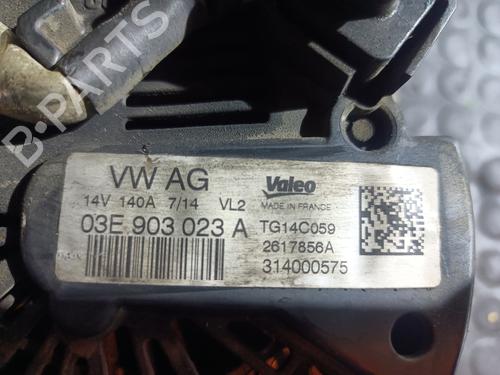 B-PARTS
VW AG
14V 140A 7/14 VL2
03E 903 023 A
Valeo
MADE IN FRANCE
TG14C059
2617856A
314000575